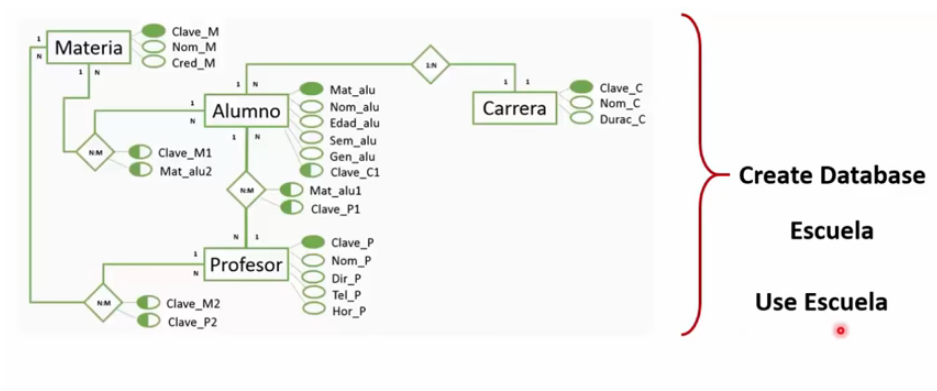 Materia
Clave_M
Nom_M
Cred_M
1
N
1
N
N:M
Clave_M1
Mat_alu2
1
N
1
N
Alumno
Mat_alu
Nom_alu
Edad_alu
Sem_alu
Gen_alu
Clave_C1
1
N
1:N
1
1
Carrera
Clave_C
Nom_C
Durac_C
N:M
Mat_alu1
Clave_P1
N
1
1
N
Profesor
Clave_P
Nom_P
Dir_P
Tel_P
Hor_P
N:M
Clave_M2
Clave_P2
Create Database
Escuela
Use Escuela